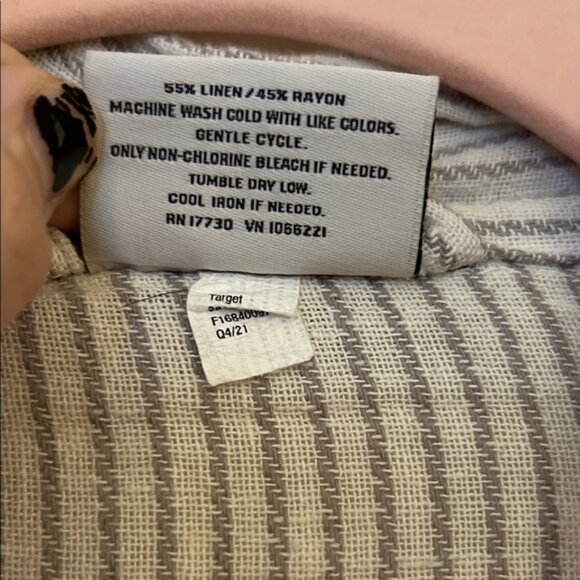 55% LINEN/45% RAYON
MACHINE WASH COLD WITH LIKE COLORS.
GENTLE CYCLE.
ONLY NON-CHLORINE BLEACH IF NEEDED.
TUMBLE DRY LOW.
COOL IRON IF NEEDED.
RN 17730 VN 1066221
Target
Q4/21